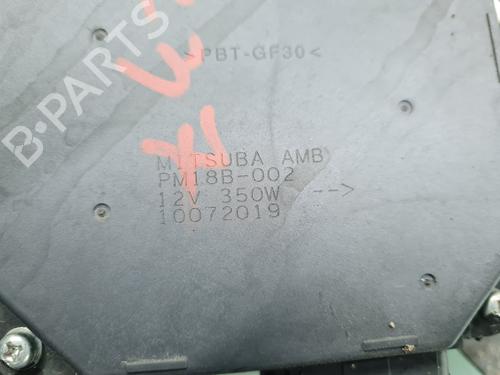 B-PARTS
>PBT-GF30<
MITSUBA AMB
PM18B-002
12V 350W -->
10072019